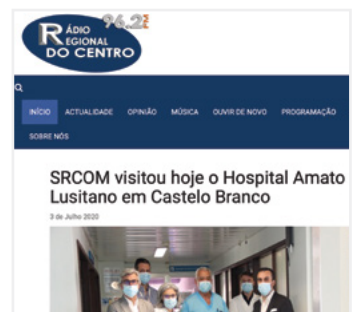 RÁDIO
REGIONAL
DO CENTRO
96.2 FM
INÍCIO ACTUALIDADE OPINIÃO MÚSICA OUVIR DE NOVO PROGRAMAÇÃO
SOBRE NÓS
SRCOM visitou hoje o Hospital Amato
Lusitano em Castelo Branco
3 de Julho 2020